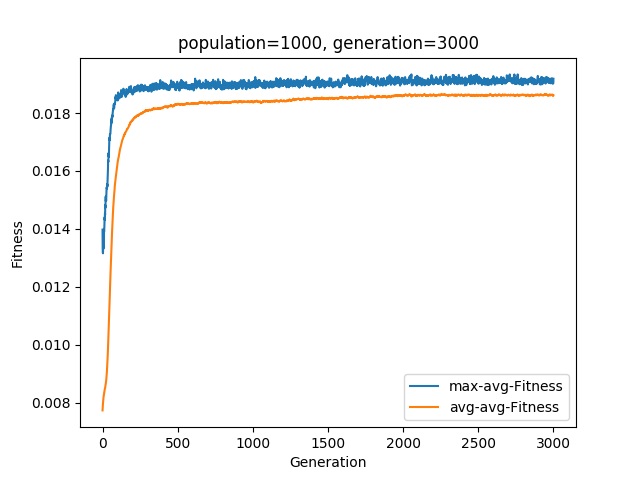 population=1000, generation=3000
Fitness
0.018
0.016
0.014
0.012
0.010
0.008
0
500
1000
1500
2000
2500
3000
Generation
max-avg-Fitness
avg-avg-Fitness